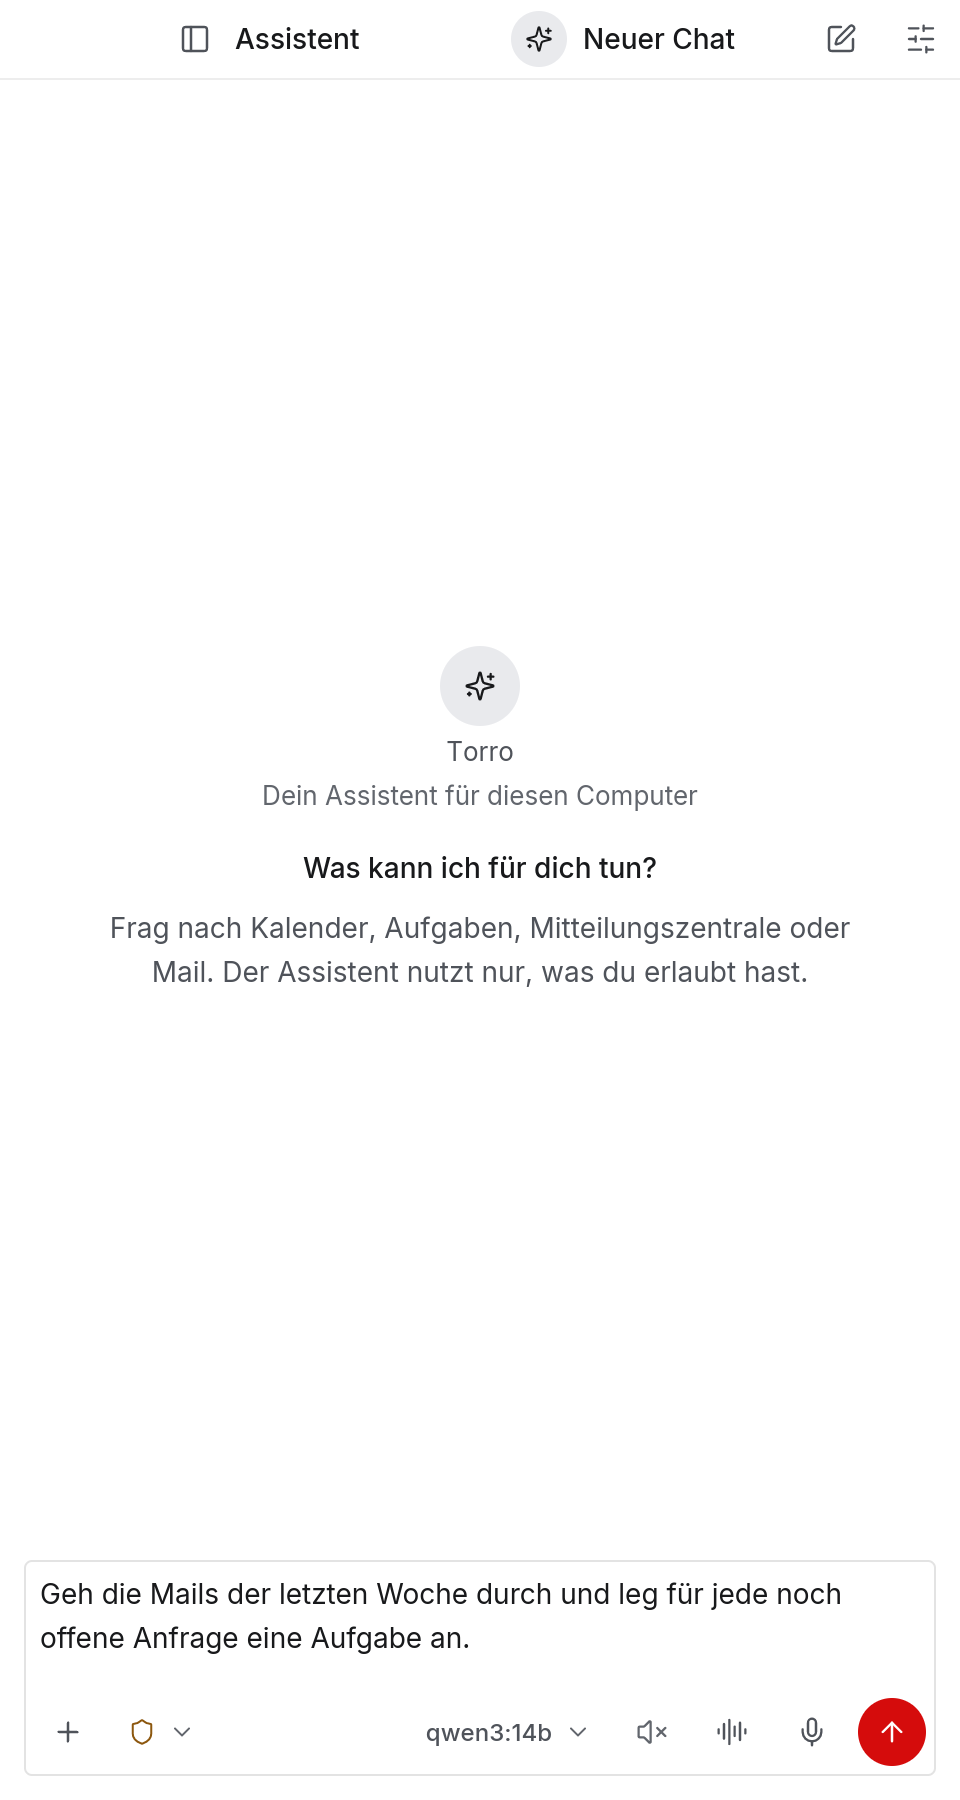 Assistent
Neuer Chat
Torro
Dein Assistent für diesen Computer
Was kann ich für dich tun?
Frag nach Kalender, Aufgaben, Mitteilungszentrale oder
Mail. Der Assistent nutzt nur, was du erlaubt hast.
Geh die Mails der letzten Woche durch und leg für jede noch
offene Anfrage eine Aufgabe an.
qwen3:14b